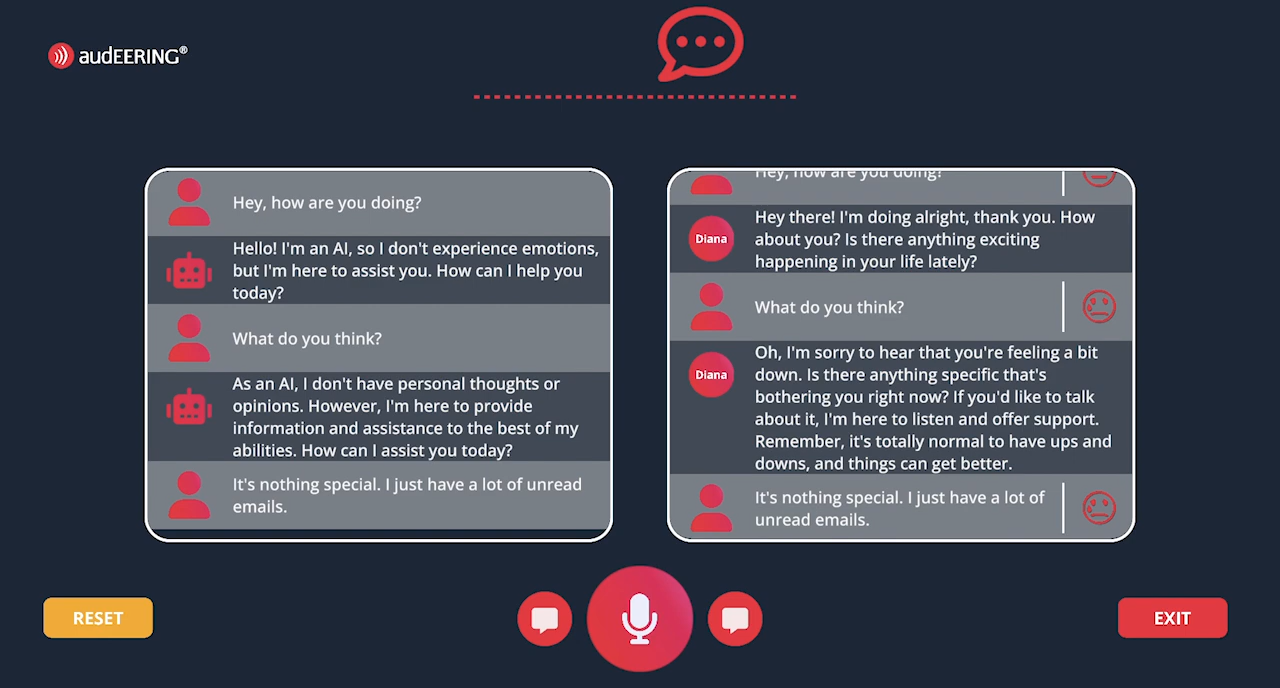 audEERING®
Hey, how are you doing?
Hello! I'm an AI, so I don't experience emotions,
but I'm here to assist you. How can I help you
today?
What do you think?
As an AI, I don't have personal thoughts or
opinions. However, I'm here to provide
information and assistance to the best of my
abilities. How can I assist you today?
It's nothing special. I just have a lot of unread
emails.
Hey, how are you doing?
Diana
Hey there! I'm doing alright, thank you. How
about you? Is there anything exciting
happening in your life lately?
What do you think?
Diana
Oh, I'm sorry to hear that you're feeling a bit
down. Is there anything specific that's
bothering you right now? If you'd like to talk
about it, I'm here to listen and offer support.
Remember, it's totally normal to have ups and
downs, and things can get better.
It's nothing special. I just have a lot of
unread emails.
RESET
EXIT